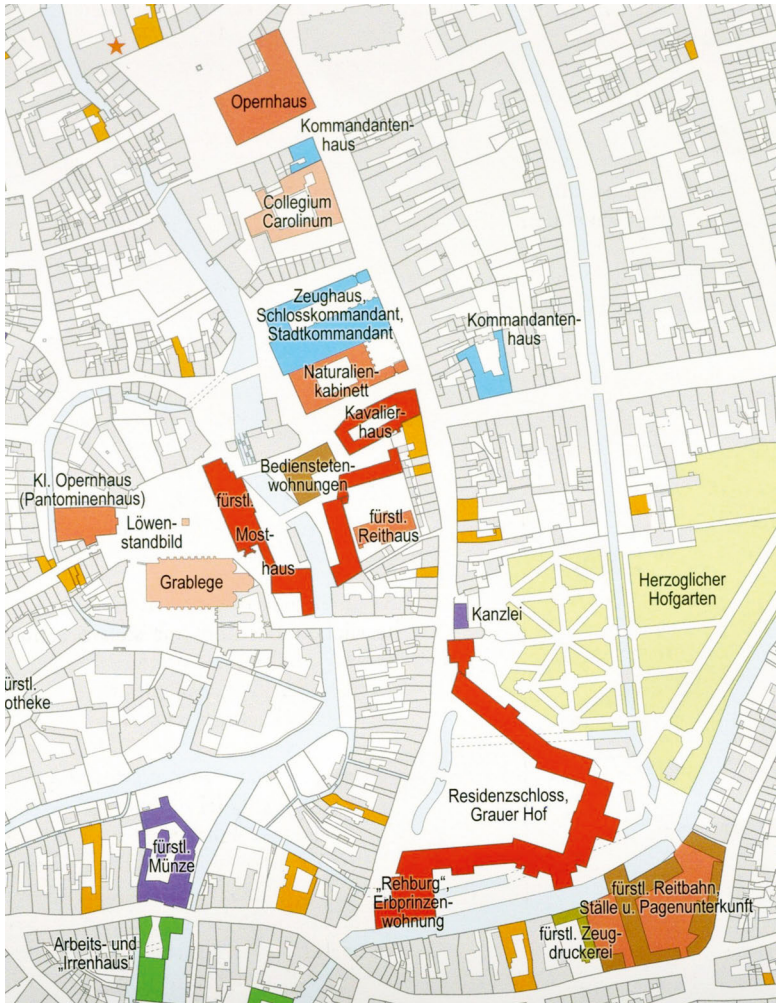 Opernhaus
Kommandanten-
haus
Collegium
Carolinum
Zeughaus,
Schlosskommandant,
Stadtkommandant
Kommandanten-
haus
Naturalien-
kabinett
Kavalier-
haus
Bediensteten-
wohnungen
Kl. Opernhaus
(Pantominenhaus)
fürstl.
Most-
haus
fürstl.
Reithaus
Löwen-
standbild
Grablege
Herzoglicher
Hofgarten
Kanzlei
ürstl.
otheke
Residenzschloss,
Grauer Hof
fürstl.
Münze
„Rehburg",
Erbprinzen-
wohnung
fürstl. Reitbahn,
Ställe u. Pagenunterkunft
fürstl. Zeug-
druckerei
Arbeits- und
„Irrenhaus"